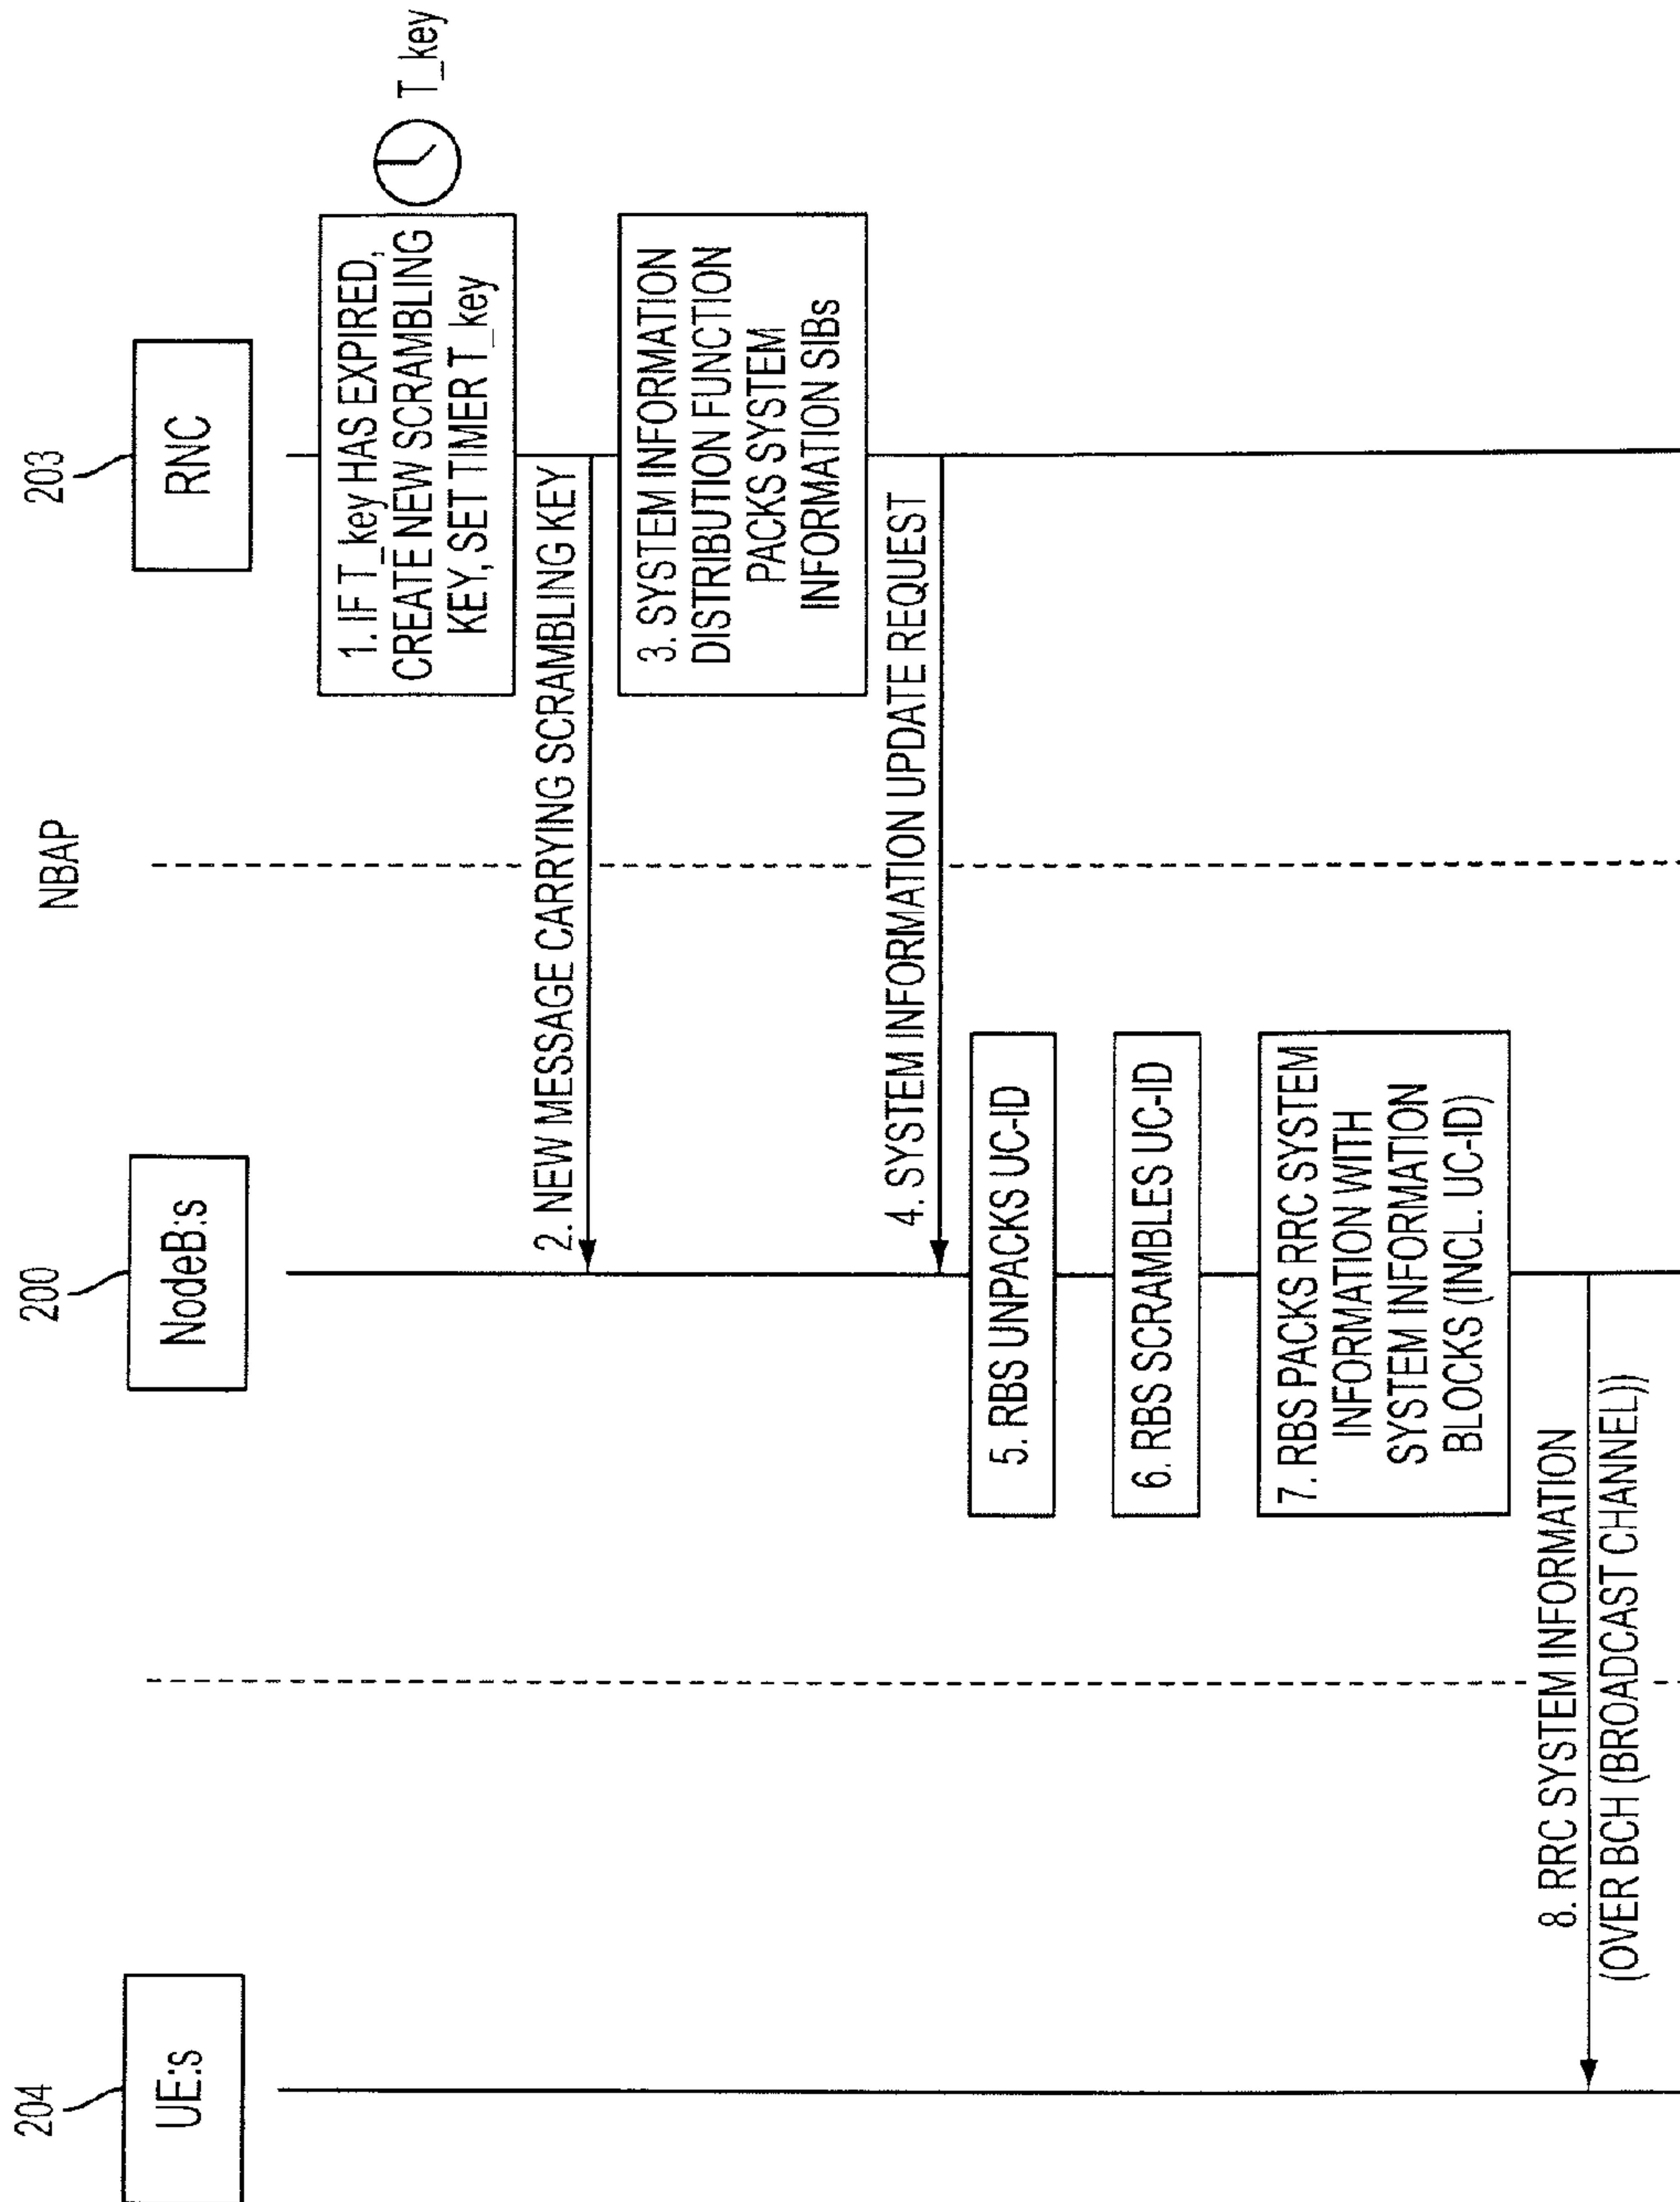 204
UE:s
200
NodeB:s
NBAP
203
RNC
1. IF T_key HAS EXPIRED,
CREATE NEW SCRAMBLING
KEY, SET TIMER T_key
T_key
2. NEW MESSAGE CARRYING SCRAMBLING KEY
3. SYSTEM INFORMATION
DISTRIBUTION FUNCTION
PACKS SYSTEM
INFORMATION SIBs
4. SYSTEM INFORMATION UPDATE REQUEST
5. RBS UNPACKS UC-ID
6. RBS SCRAMBLES UC-ID
7. RBS PACKS RRC SYSTEM
INFORMATION WITH
SYSTEM INFORMATION
BLOCKS (INCL. UC-ID)
8. RRC SYSTEM INFORMATION
(OVER BCH (BROADCAST CHANNEL))